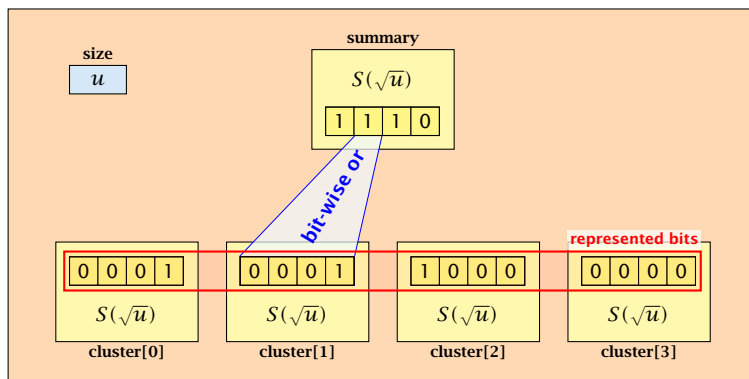 summary
size
u
S(√u)
1 1 1 0
bit-wise or
represented bits
0 0 0 1
0 0 0 1
1 0 0 0
0 0 0 0
S(√u)
S(√u)
S(√u)
S(√u)
cluster[0]
cluster[1]
cluster[2]
cluster[3]